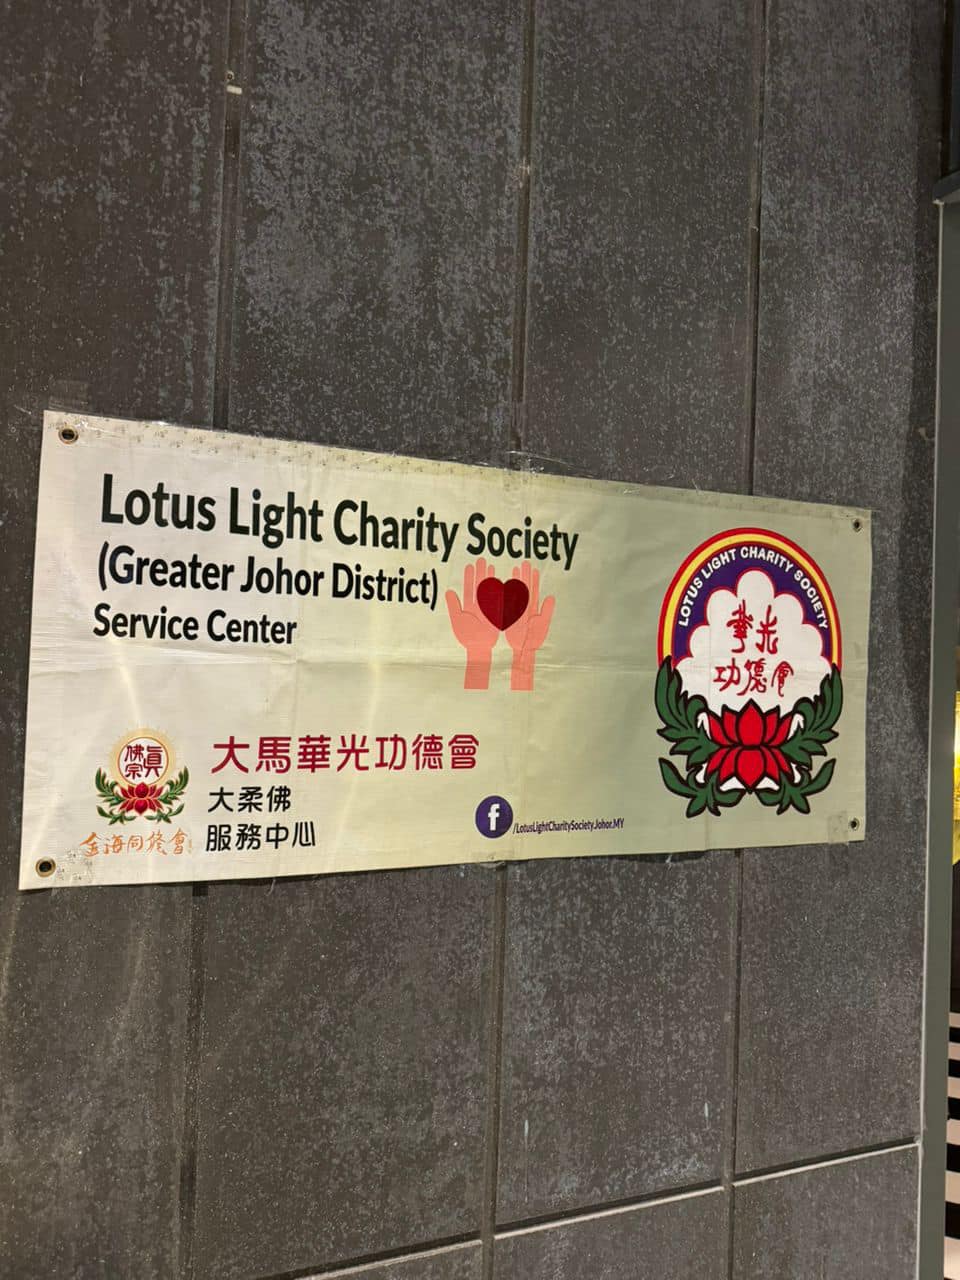 Lotus Light Charity Society
(Greater Johor District)
Service Center
大馬華光功德會
大柔佛
服務中心
真佛宗
金海同修會
f
/LotusLightCharitySociety.Johor.MY
LOTUS LIGHT CHARITY SOCIETY
華光
功德會